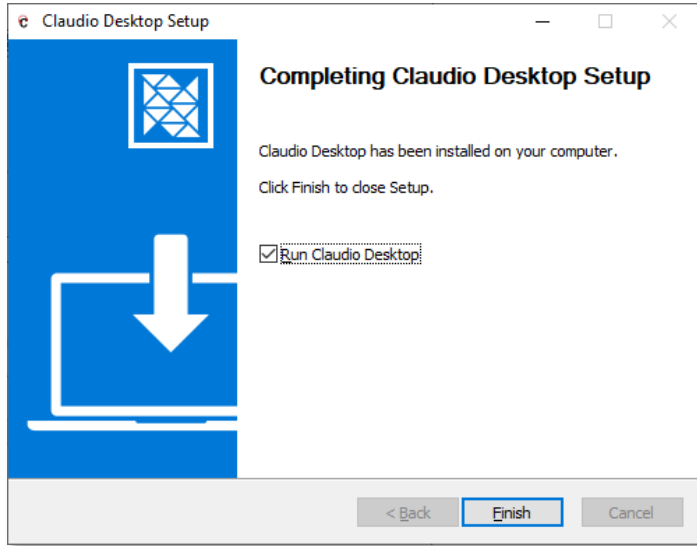 Claudio Desktop Setup
Completing Claudio Desktop Setup
Claudio Desktop has been installed on your computer.
Click Finish to close Setup.
Run Claudio Desktop
< Back
Finish
Cancel